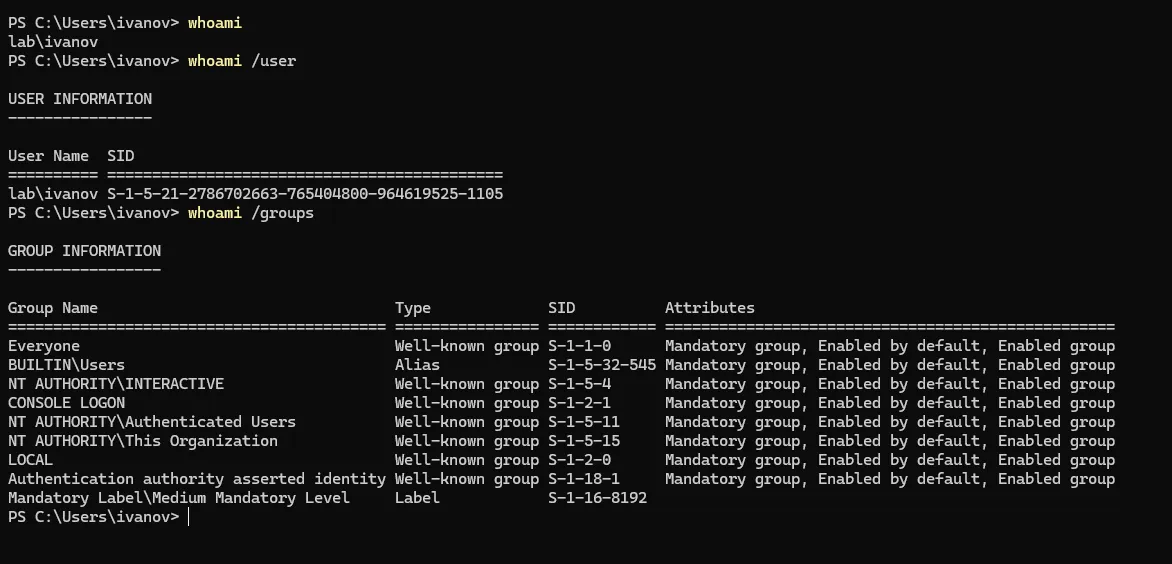 PS C:\Users\ivanov> whoami
lab\ivanov
PS C:\Users\ivanov> whoami /user

USER INFORMATION
----------------

User Name  SID
========== ============================================
lab\ivanov S-1-5-21-2786702663-765404800-964619525-1105
PS C:\Users\ivanov> whoami /groups

GROUP INFORMATION
-----------------

Group Name                                 Type             SID          Attributes
========================================== ================ ============ ==================================================
Everyone                                   Well-known group S-1-1-0      Mandatory group, Enabled by default, Enabled group
BUILTIN\Users                              Alias            S-1-5-32-545 Mandatory group, Enabled by default, Enabled group
NT AUTHORITY\INTERACTIVE                   Well-known group S-1-5-4      Mandatory group, Enabled by default, Enabled group
CONSOLE LOGON                              Well-known group S-1-2-1      Mandatory group, Enabled by default, Enabled group
NT AUTHORITY\Authenticated Users           Well-known group S-1-5-11     Mandatory group, Enabled by default, Enabled group
NT AUTHORITY\This Organization             Well-known group S-1-5-15     Mandatory group, Enabled by default, Enabled group
LOCAL                                      Well-known group S-1-2-0      Mandatory group, Enabled by default, Enabled group
Authentication authority asserted identity Well-known group S-1-18-1     Mandatory group, Enabled by default, Enabled group
Mandatory Label\Medium Mandatory Level     Label            S-1-16-8192
PS C:\Users\ivanov>